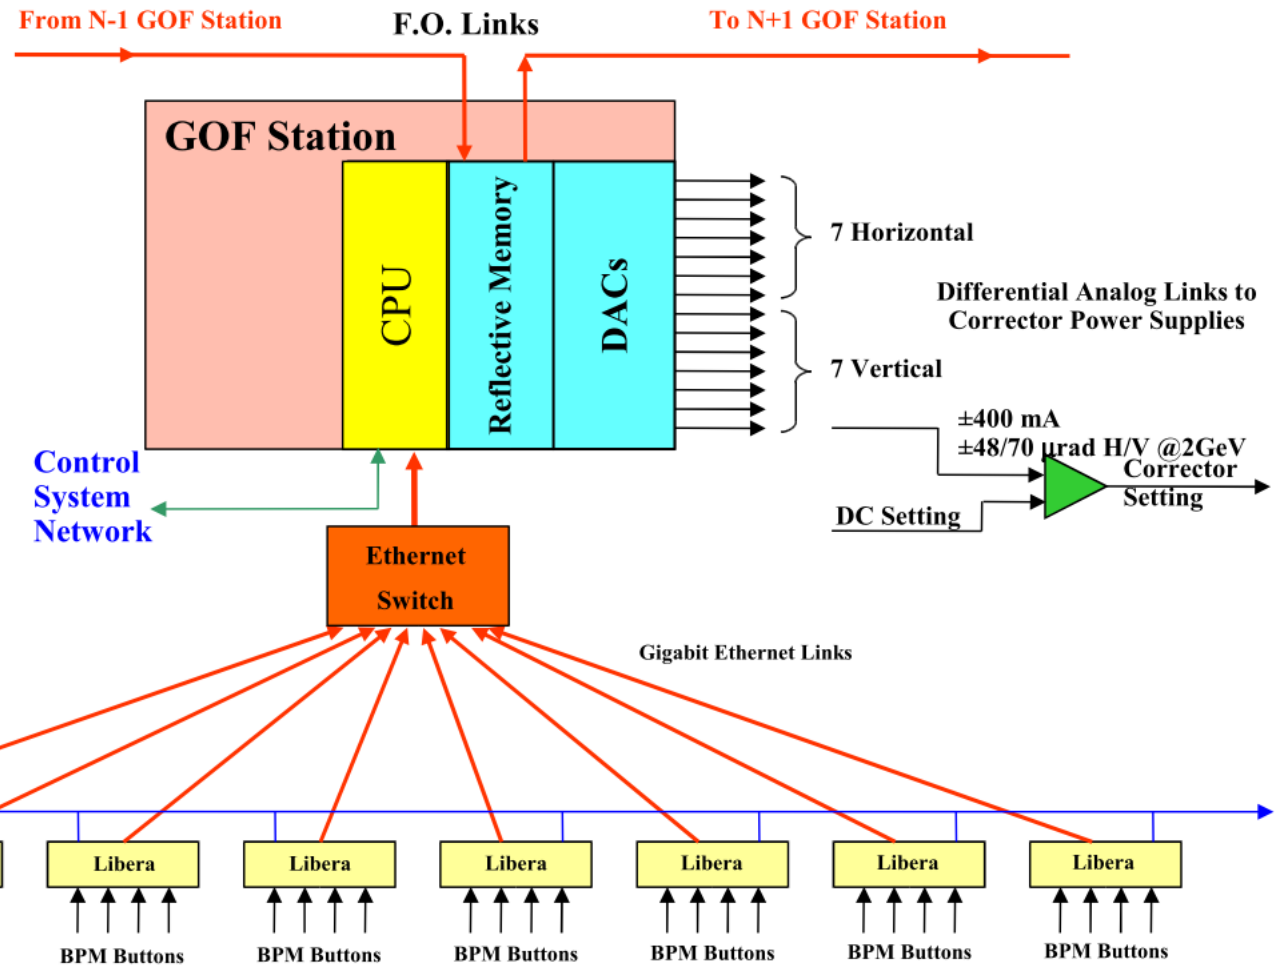 From N-1 GOF Station
F.O. Links
To N+1 GOF Station
GOF Station
CPU
Reflective Memory
DACs
7 Horizontal
7 Vertical
Differential Analog Links to
Corrector Power Supplies
±400 mA
±48/70 μrad H/V @2GeV
Corrector
Setting
DC Setting
Control
System
Network
Ethernet
Switch
Gigabit Ethernet Links
Libera
Libera
Libera
Libera
Libera
Libera
BPM Buttons
BPM Buttons
BPM Buttons
BPM Buttons
BPM Buttons
BPM Buttons